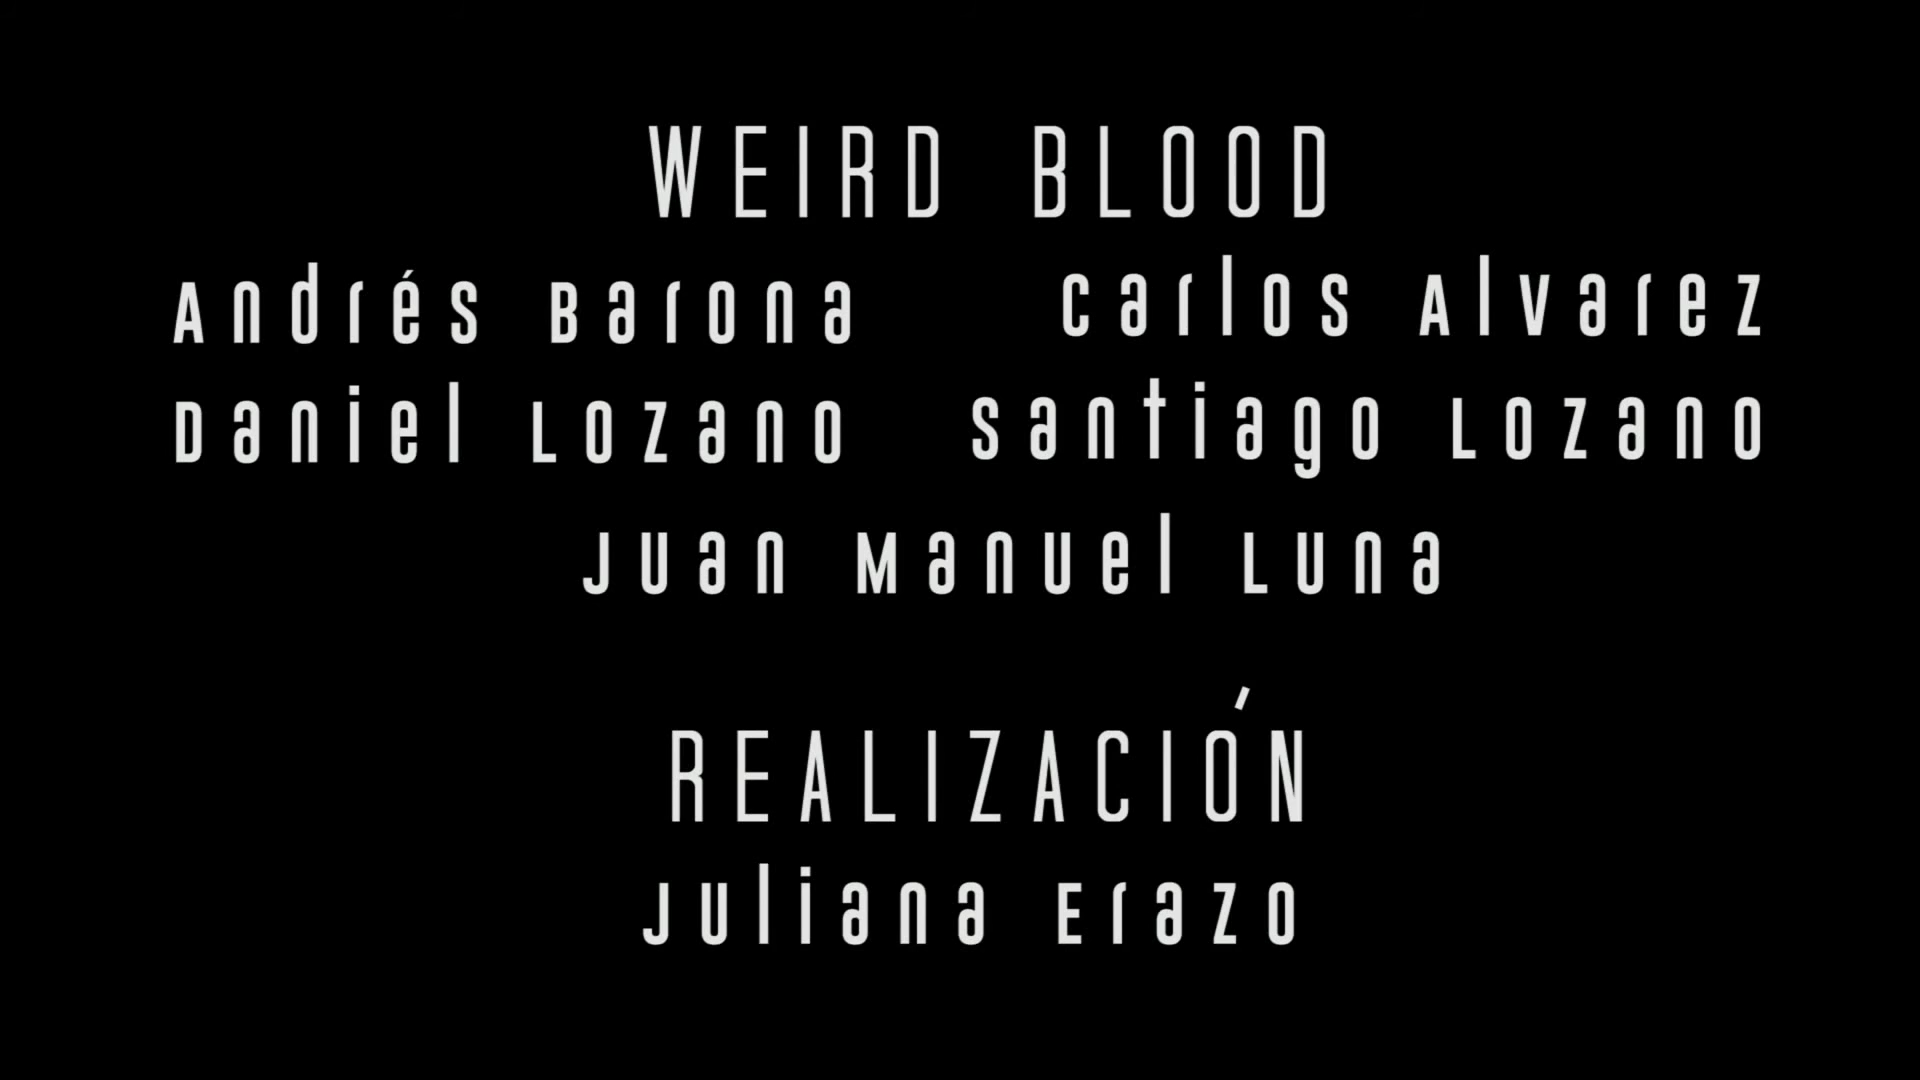 WEIRD BLOOD
Andrés Barona Carlos Alvarez
Daniel Lozano Santiago Lozano
Juan Manuel Luna
REALIZACIÓN
Juliana Erazo